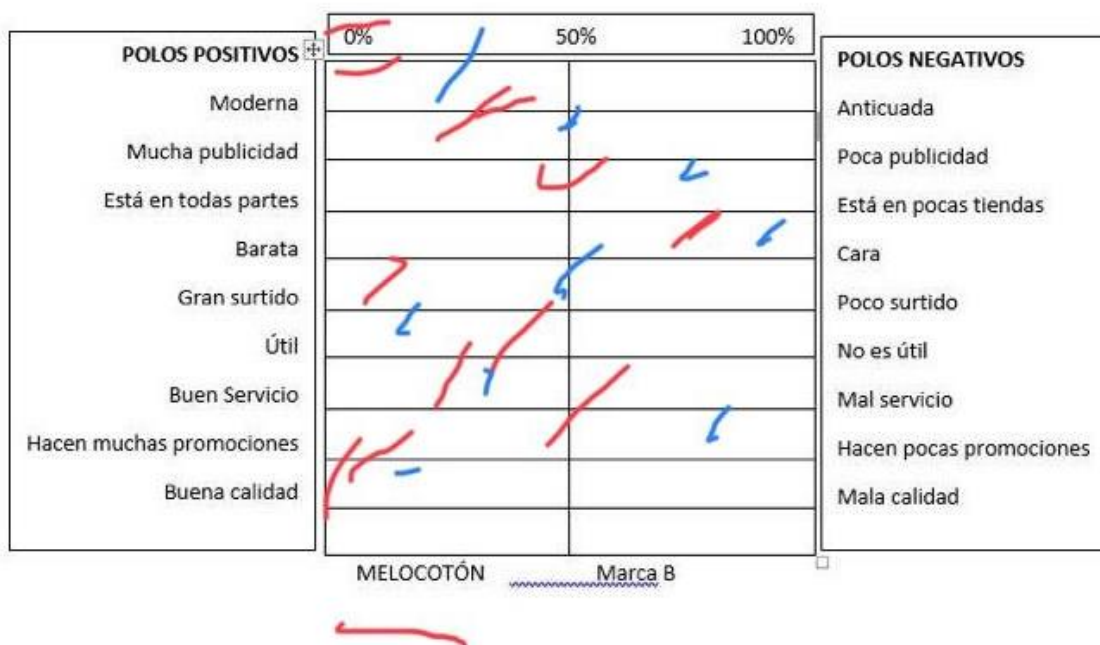 0% 50% 100%
POLOS POSITIVOS
Moderna
Mucha publicidad
Está en todas partes
Barata
Gran surtido
Útil
Buen Servicio
Hacen muchas promociones
Buena calidad
POLOS NEGATIVOS
Anticuada
Poca publicidad
Está en pocas tiendas
Cara
Poco surtido
No es útil
Mal servicio
Hacen pocas promociones
Mala calidad
MELOCOTÓN Marca B